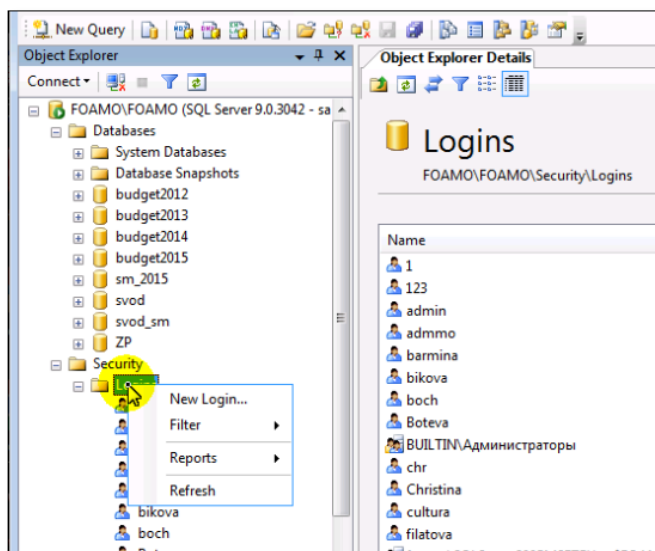 New Query
Object Explorer
Connect
FOAMO\FOAMO (SQL Server 9.0.3042 - sa
Databases
System Databases
Database Snapshots
budget2012
budget2013
budget2014
budget2015
sm_2015
svod
svod_sm
ZP
Security
Logins
New Login...
Filter
Reports
Refresh
bikova
boch
Object Explorer Details
Logins
FOAMO\FOAMO\Security\Logins
Name
1
123
admin
admmo
barmina
bikova
boch
Boteva
BUILTIN\Администраторы
chr
Christina
cultura
filatova